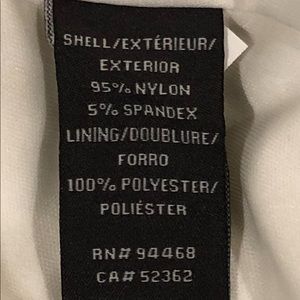 SHELL/EXTÉRIEUR/
EXTERIOR
95% NYLON
5% SPANDEX
LINING/DOUBLURE/
FORRO
100% POLYESTER/
POLIÉSTER
RN# 94468
CA# 52362